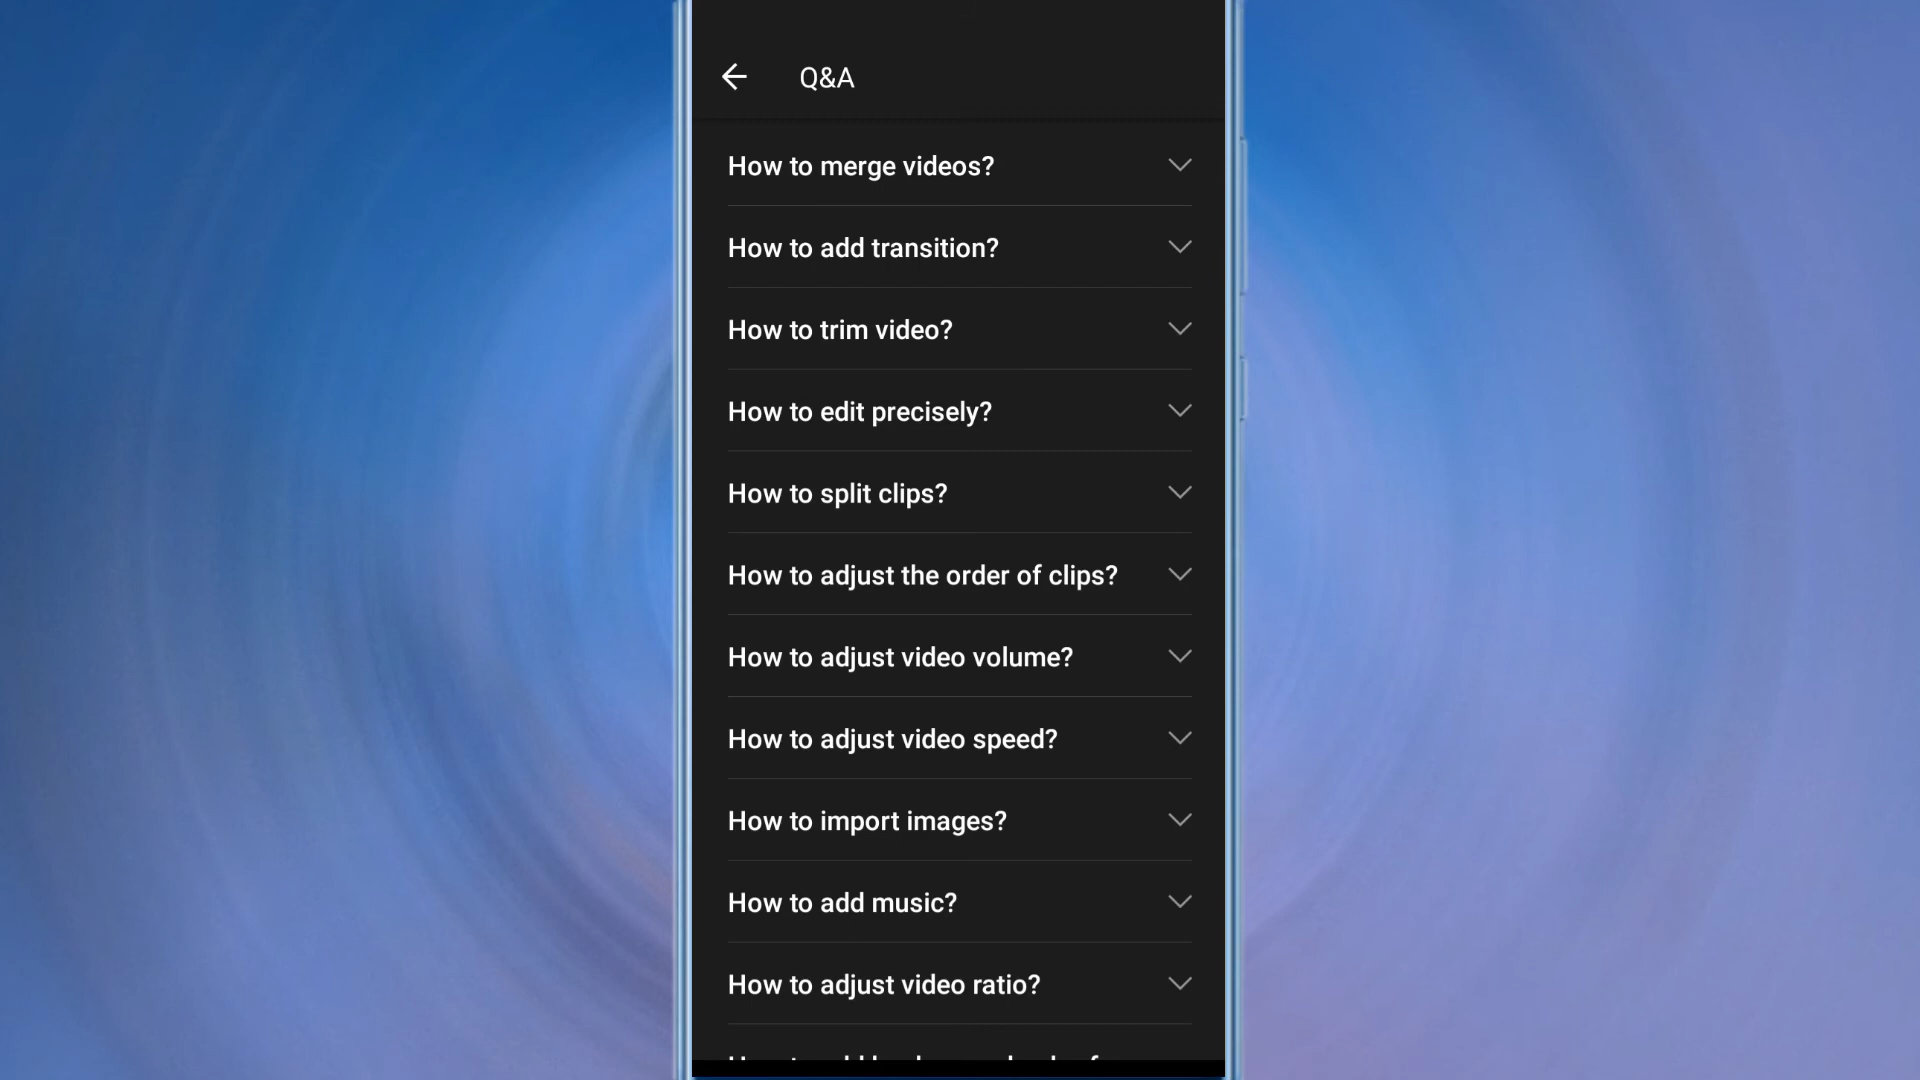 Q&A
How to merge videos?
How to add transition?
How to trim video?
How to edit precisely?
How to split clips?
How to adjust the order of clips?
How to adjust video volume?
How to adjust video speed?
How to import images?
How to add music?
How to adjust video ratio?